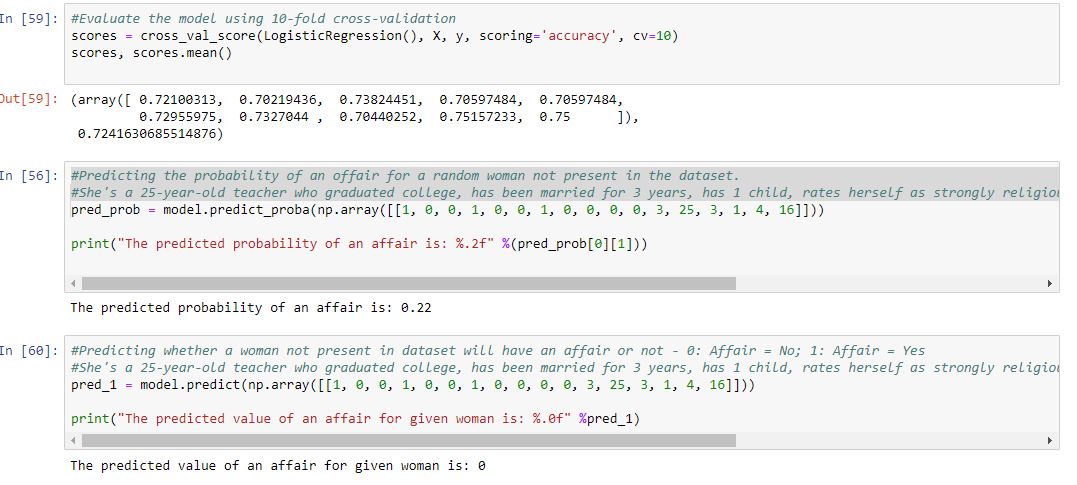 In [59]: #Evaluate the model using 10-fold cross-validation
scores = cross_val_score(LogisticRegression(), X, y, scoring='accuracy', cv=10)
scores, scores.mean()
Out[59]: (array([ 0.72100313, 0.70219436, 0.73824451, 0.70597484, 0.70597484,
0.72955975, 0.7327044 , 0.70440252, 0.75157233, 0.75 ]),
0.7241630685514876)
In [56]: #Predicting the probability of an offair for a random woman not present in the dataset.
#She's a 25-year-old teacher who graduated college, has been married for 3 years, has 1 child, rates herself as strongly
pred_prob = model.predict_proba(np.array([[1, 0, 0, 1, 0, 0, 1, 0, 0, 0, 0, 3, 25, 3, 1, 4, 16]]))
print("The predicted probability of an affair is: %.2f" %(pred_prob[0][1]))
The predicted probability of an affair is: 0.22
In [60]: #Predicting whether a woman not present in dataset will have an affair or not - 0: Affair = No; 1: Affair = Yes
#She's a 25-year-old teacher who graduated college, has been married for 3 years, has 1 child, rates herself as strongly
pred_1 = model.predict(np.array([[1, 0, 0, 1, 0, 0, 1, 0, 0, 0, 0, 3, 25, 3, 1, 4, 16]]))
print("The predicted value of an affair for given woman is: %.0f" %pred_1)
The predicted value of an affair for given woman is: 0